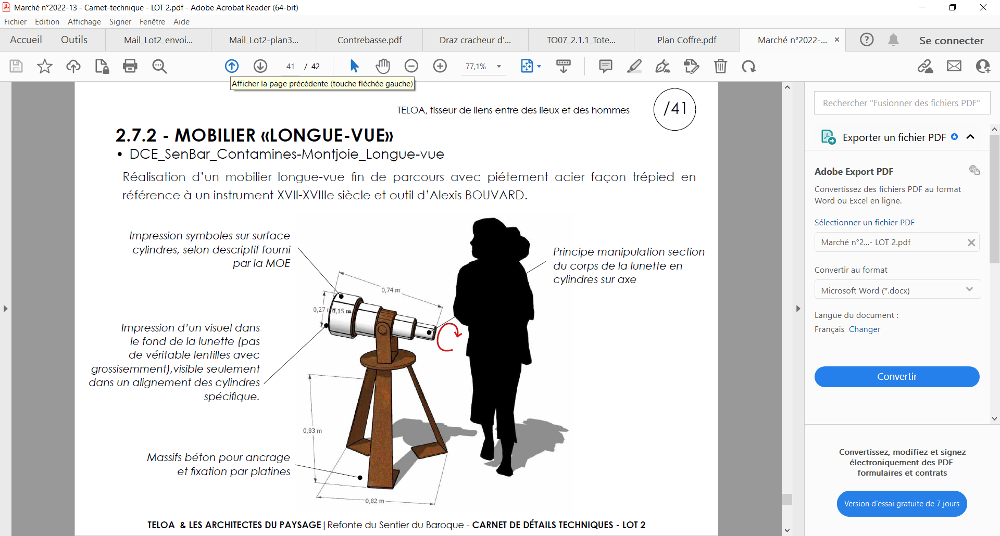 Marché n°2022-13 - Carnet-technique - LOT 2.pdf - Adobe Acrobat Reader (64-bit)
Fichier Edition Affichage Signer Fenêtre Aide
Accueil Outils Mail_Lot2_envoi... Mail_Lot2-plan3... Contrebasse.pdf Draz cracheur d'... TO07_2.1.1_Tote... Plan Coffre.pdf Marché n°2022-... Se connecter
41 / 42 77,1%
Afficher la page précédente (touche fléchée gauche)
TELOA, tisseur de liens entre des lieux et des hommes
/41
2.7.2 - MOBILIER «LONGUE-VUE»
• DCE_SenBar_Contamines-Montjoie_Longue-vue
Réalisation d'un mobilier longue-vue fin de parcours avec piétement acier façon trépied en
référence à un instrument XVII-XVIIIe siècle et outil d'Alexis BOUVARD.
Impression symboles sur surface
cylindres, selon descriptif fourni
par la MOE
Principe manipulation section
du corps de la lunette en
cylindres sur axe
0,74 m
0,27 m
0,15 m
Impression d'un visuel dans
le fond de la lunette (pas
de véritable lentilles avec
grossisemment),visible seulement
dans un alignement des cylindres
spécifique.
0,83 m
Massifs béton pour ancrage
et fixation par platines
0,82 m
TELOA & LES ARCHITECTES DU PAYSAGE|Refonte du Sentier du Baroque - CARNET DE DÉTAILS TECHNIQUES - LOT 2
Rechercher "Fusionner des fichiers PDF"
Exporter un fichier PDF
Adobe Export PDF
Convertissez des fichiers PDF au format
Word ou Excel en ligne.
Sélectionner un fichier PDF
Marché n°2...- LOT 2.pdf
Convertir au format
Microsoft Word (*.docx)
Langue du document :
Français Changer
Convertir
Convertissez, modifiez et signez
électroniquement des PDF
formulaires et contrats
Version d'essai gratuite de 7 jours